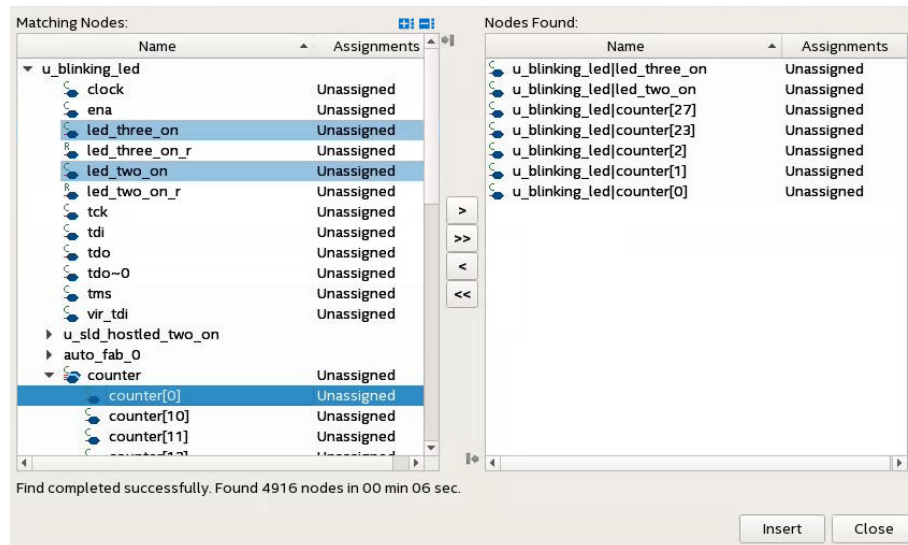 Matching Nodes:
Name Assignments
u_blinking_led
clock Unassigned
ena Unassigned
led_three_on Unassigned
led_three_on_r Unassigned
led_two_on Unassigned
led_two_on_r Unassigned
tck Unassigned
tdi Unassigned
tdo Unassigned
tdo~0 Unassigned
tms Unassigned
vir_tdi Unassigned
u_sld_hostled_two_on
auto_fab_0
counter Unassigned
counter[0] Unassigned
counter[10] Unassigned
counter[11] Unassigned
>
>>
<
<<
Nodes Found:
Name Assignments
u_blinking_led|led_three_on Unassigned
u_blinking_led|led_two_on Unassigned
u_blinking_led|counter[27] Unassigned
u_blinking_led|counter[23] Unassigned
u_blinking_led|counter[2] Unassigned
u_blinking_led|counter[1] Unassigned
u_blinking_led|counter[0] Unassigned
Find completed successfully. Found 4916 nodes in 00 min 06 sec.
Insert Close